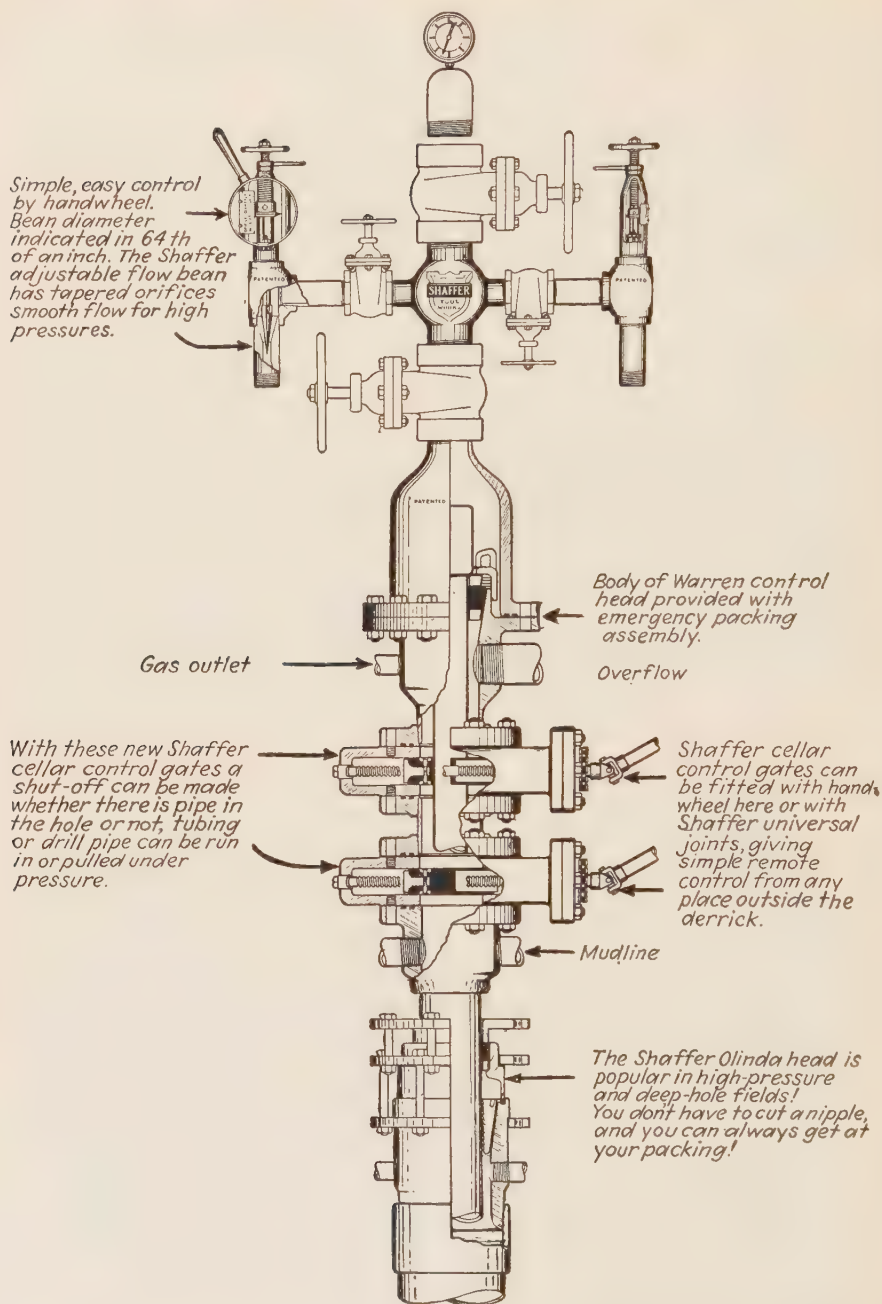 Simple, easy control
by handwheel.
Bean diameter
indicated in 64th
of an inch. The Shaffer
adjustable flow bean
has tapered orifices
smooth flow for high
pressures.
PATENTED
SHAFFER
TOOL
WORKS
PATENTED
PATENTED
Body of Warren control
head provided with
emergency packing
assembly.
Gas outlet
Overflow
With these new Shaffer
cellar control gates a
shut-off can be made
whether there is pipe in
the hole or not, tubing
or drill pipe can be run
in or pulled under
pressure.
Shaffer cellar
control gates can
be fitted with hand,
wheel here or with
Shaffer universal
joints, giving
simple remote
control from any
place outside the
derrick.
Mudline
The Shaffer Olinda head is
popular in high-pressure
and deep-hole fields!
You dont have to cut a nipple,
and you can always get at
your packing!